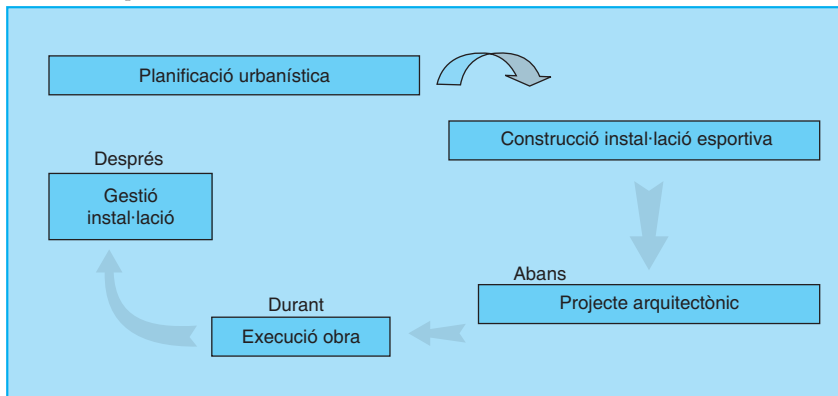 Planificació urbanística
Construcció instal·lació esportiva
Després
Gestió
instal·lació
Abans
Projecte arquitectònic
Durant
Execució obra